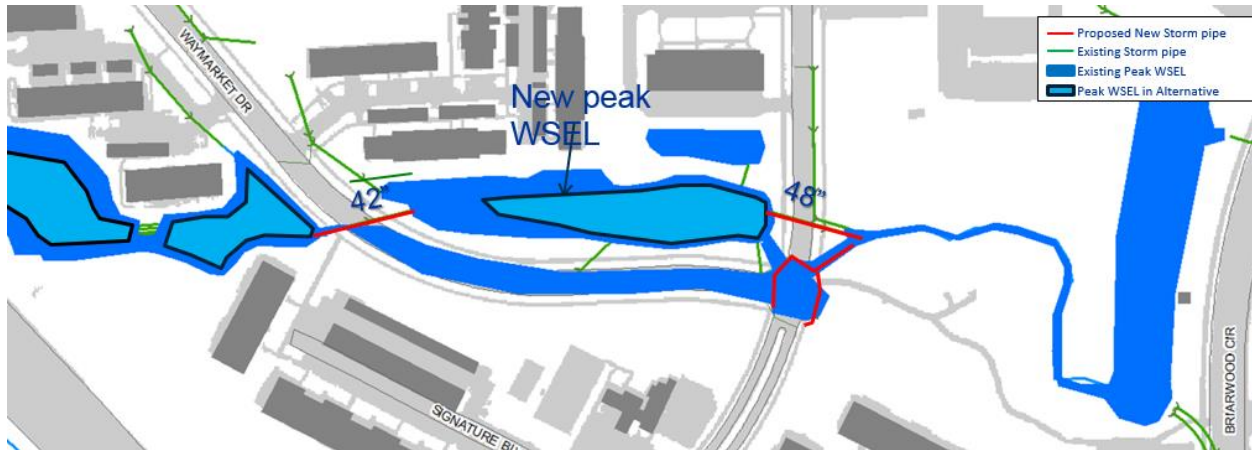 WAYMARKET DR
Proposed New Storm pipe
Existing Storm pipe
Existing Peak WSEL
Peak WSEL in Alternative
New peak
WSEL
42”
48”
SIGNATURE
BRIARWOOD CIR